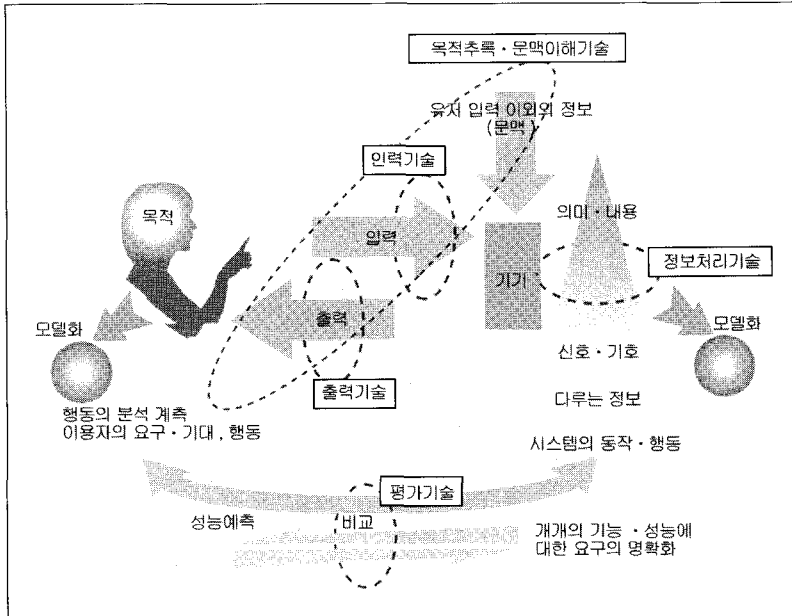 목적추록 · 문맥이해기술
유저 입력 이외의 정보
(문맥)
인력기술
목적
의미 · 내용
입력
기기
정보처리기술
출력
모델화
모델화
신호 · 기호
출력기술
다루는 정보
행동의 분석 계측
이용자의 요구 · 기대, 행동
시스템의 동작 · 행동
평가기술
성능예측
비교
개개의 기능 · 성능에
대한 요구의 명확화